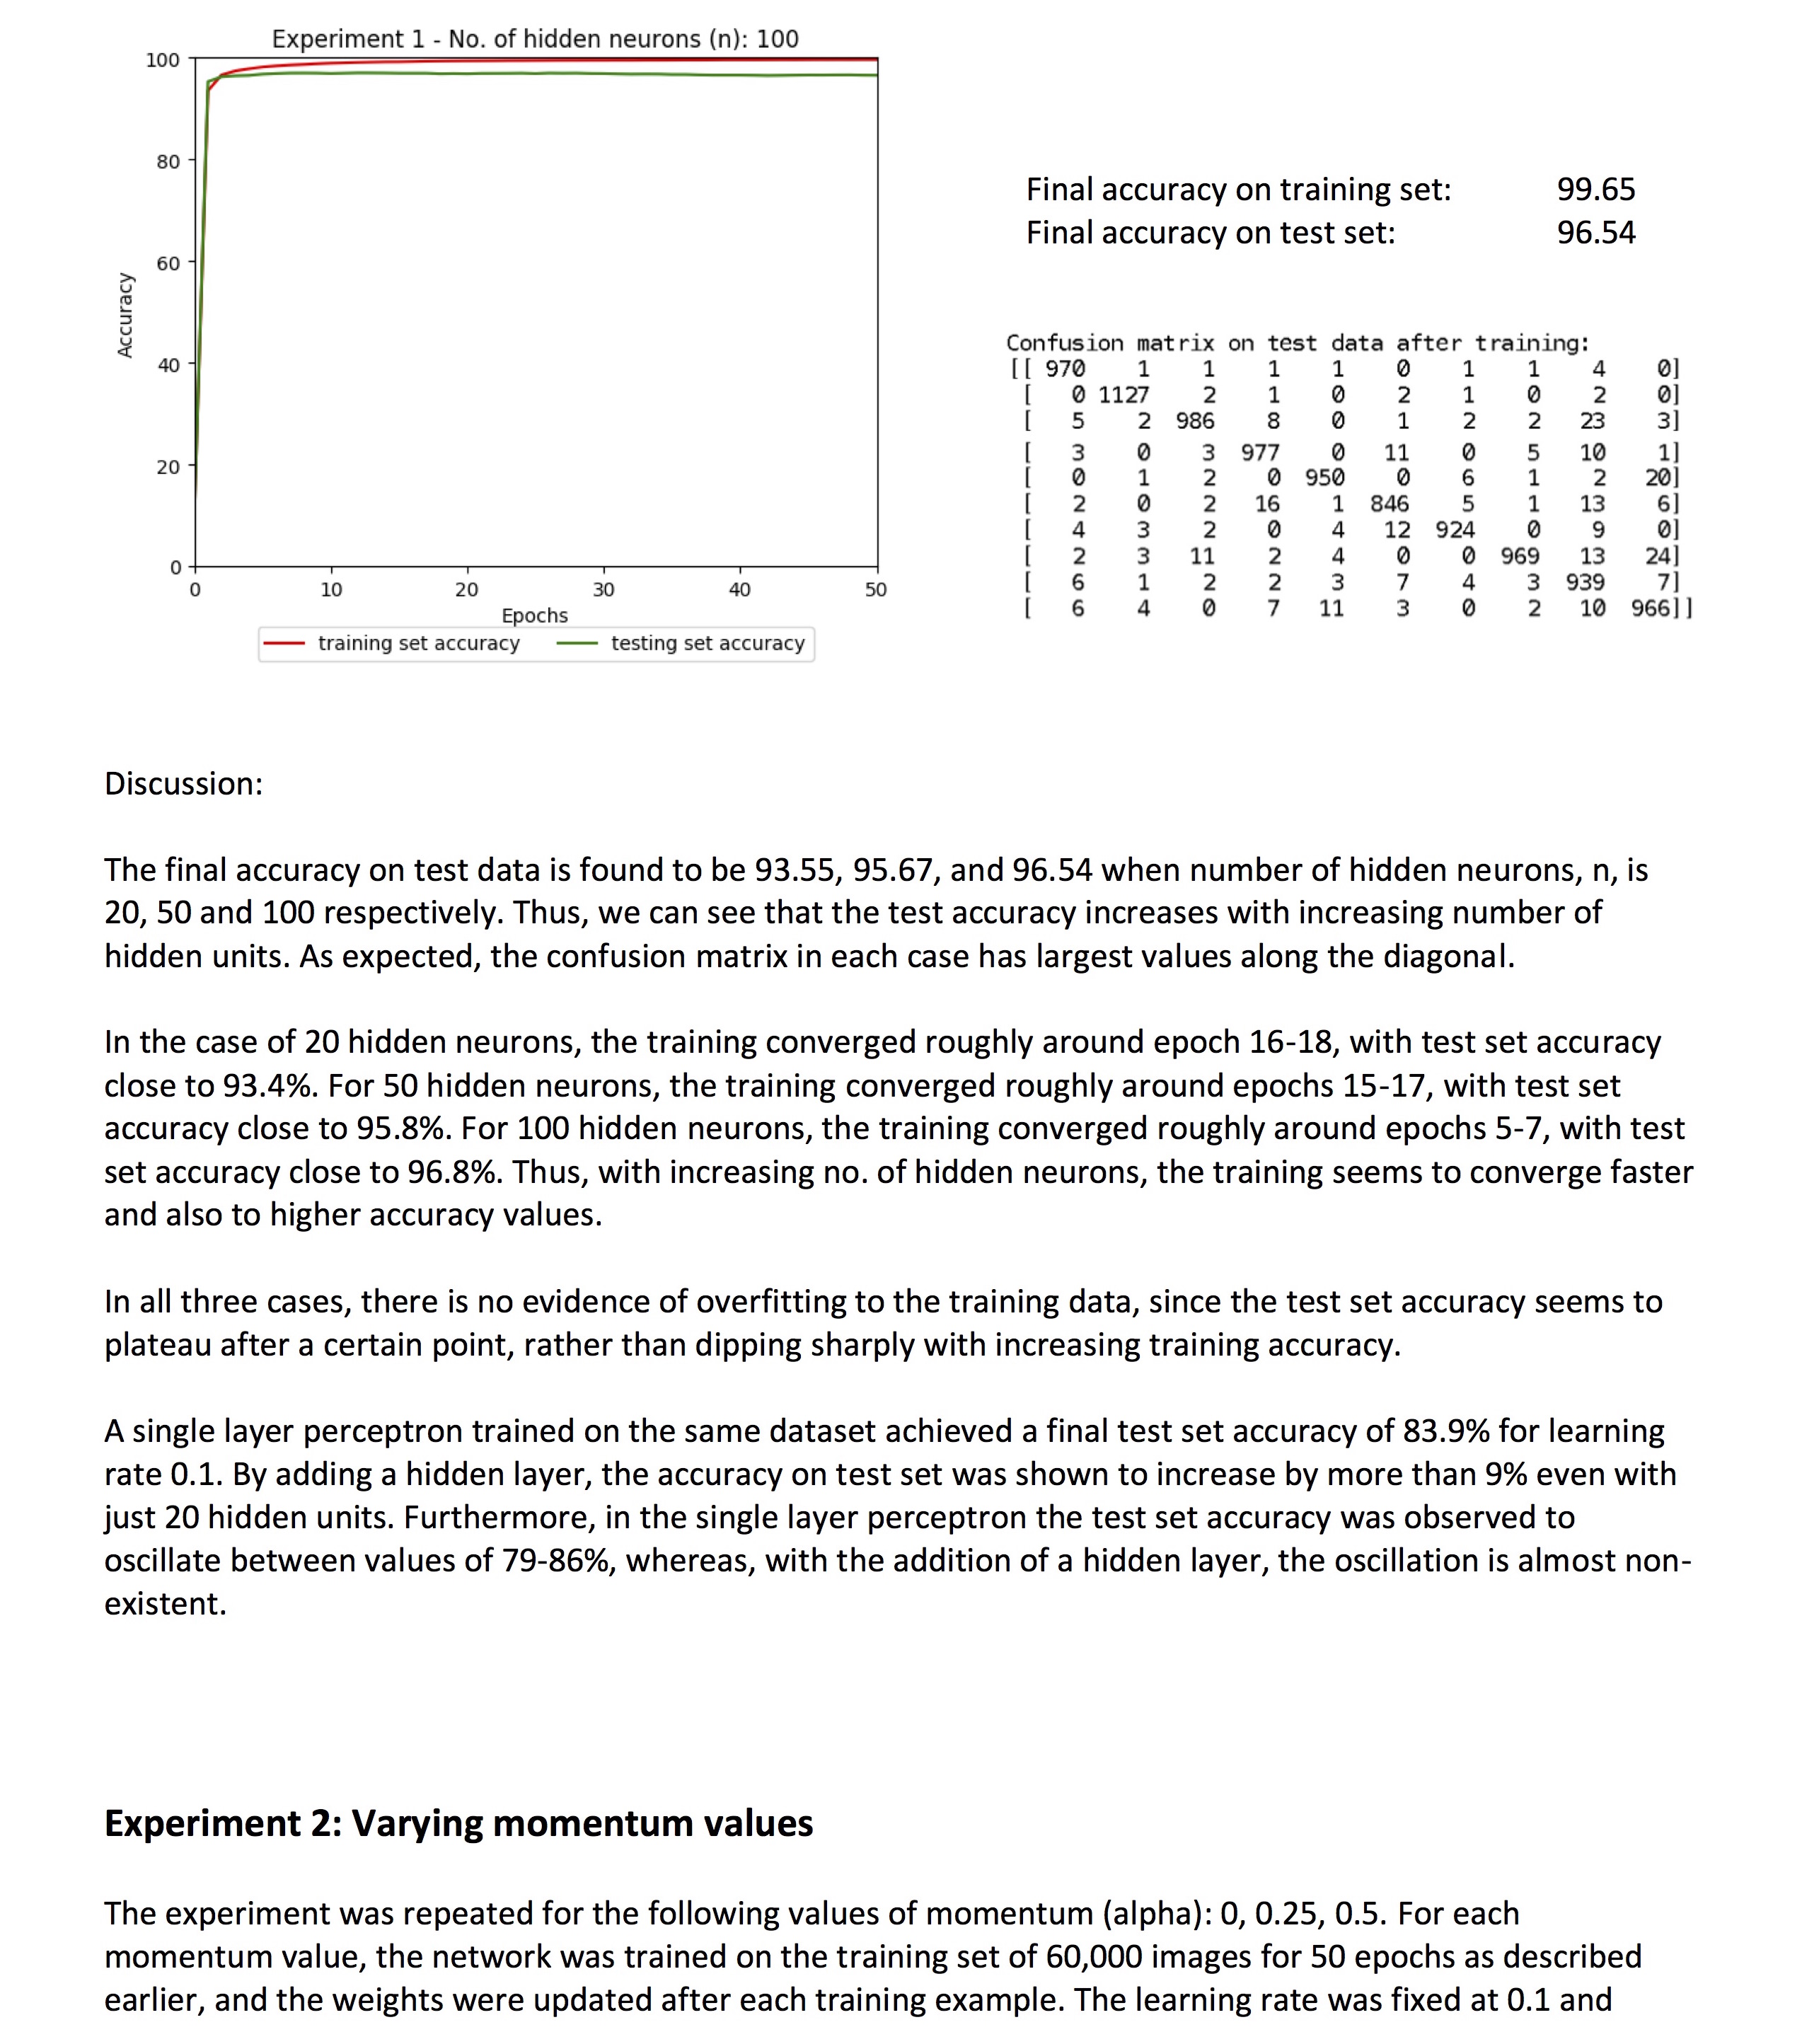 Experiment 1 - No. of hidden neurons (n): 100
100
80
60
40
20
0
Accuracy
0 10 20 30 40 50
Epochs
training set accuracy testing set accuracy
Final accuracy on training set: 99.65
Final accuracy on test set: 96.54
Confusion matrix on test data after training:
[[ 970 1 1 1 1 0 1 1 4 0]
[ 0 1127 2 1 0 2 1 0 2 0]
[ 5 2 986 8 0 1 2 2 23 3]
[ 3 0 3 977 0 11 0 5 10 1]
[ 0 1 2 0 950 0 6 1 2 20]
[ 2 0 2 16 1 846 5 1 13 6]
[ 4 3 2 0 4 12 924 0 9 0]
[ 2 3 11 2 4 0 0 969 13 24]
[ 6 1 2 2 3 7 4 3 939 7]
[ 6 4 0 7 11 3 0 2 10 966]]
Discussion:
The final accuracy on test data is found to be 93.55, 95.67, and 96.54 when number of hidden neurons, n, is
20, 50 and 100 respectively. Thus, we can see that the test accuracy increases with increasing number of
hidden units. As expected, the confusion matrix in each case has largest values along the diagonal.
In the case of 20 hidden neurons, the training converged roughly around epoch 16-18, with test set accuracy
close to 93.4%. For 50 hidden neurons, the training converged roughly around epochs 15-17, with test set
accuracy close to 95.8%. For 100 hidden neurons, the training converged roughly around epochs 5-7, with test
set accuracy close to 96.8%. Thus, with increasing no. of hidden neurons, the training seems to converge faster
and also to higher accuracy values.
In all three cases, there is no evidence of overfitting to the training data, since the test set accuracy seems to
plateau after a certain point, rather than dipping sharply with increasing training accuracy.
A single layer perceptron trained on the same dataset achieved a final test set accuracy of 83.9% for learning
rate 0.1. By adding a hidden layer, the accuracy on test set was shown to increase by more than 9% even with
just 20 hidden units. Furthermore, in the single layer perceptron the test set accuracy was observed to
oscillate between values of 79-86%, whereas, with the addition of a hidden layer, the oscillation is almost non-
existent.
Experiment 2: Varying momentum values
The experiment was repeated for the following values of momentum (alpha): 0, 0.25, 0.5. For each
momentum value, the network was trained on the training set of 60,000 images for 50 epochs as described
earlier, and the weights were updated after each training example. The learning rate was fixed at 0.1 and